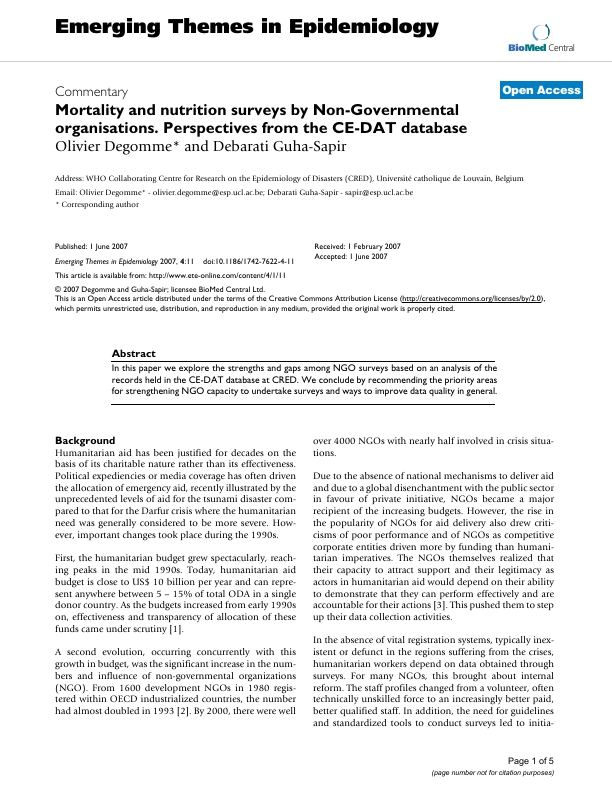 Emerging Themes in Epidemiology
BioMed Central
Commentary
Open Access
Mortality and nutrition surveys by Non-Governmental
organisations. Perspectives from the CE-DAT database
Olivier Degomme* and Debarati Guha-Sapir
Address: WHO Collaborating Centre for Research on the Epidemiology of Disasters (CRED), Université catholique de Louvain, Belgium
Email: Olivier Degomme* - olivier.degomme@esp.ucl.ac.be; Debarati Guha-Sapir - sapir@esp.ucl.ac.be
* Corresponding author
Published: 1 June 2007
Emerging Themes in Epidemiology 2007, 4:11 doi:10.1186/1742-7622-4-11
Received: 1 February 2007
Accepted: 1 June 2007
This article is available from: http://www.ete-online.com/content/4/1/11
© 2007 Degomme and Guha-Sapir; licensee BioMed Central Ltd.
This is an Open Access article distributed under the terms of the Creative Commons Attribution License (http://creativecommons.org/licenses/by/2.0),
which permits unrestricted use, distribution, and reproduction in any medium, provided the original work is properly cited.
Abstract
In this paper we explore the strengths and gaps among NGO surveys based on an analysis of the
records held in the CE-DAT database at CRED. We conclude by recommending the priority areas
for strengthening NGO capacity to undertake surveys and ways to improve data quality in general.
Background
Humanitarian aid has been justified for decades on the
basis of its charitable nature rather than its effectiveness.
Political expediencies or media coverage has often driven
the allocation of emergency aid, recently illustrated by the
unprecedented levels of aid for the tsunami disaster com-
pared to that for the Darfur crisis where the humanitarian
need was generally considered to be more severe. How-
ever, important changes took place during the 1990s.
First, the humanitarian budget grew spectacularly, reach-
ing peaks in the mid 1990s. Today, humanitarian aid
budget is close to US$ 10 billion per year and can repre-
sent anywhere between 5 – 15% of total ODA in a single
donor country. As the budgets increased from early 1990s
on, effectiveness and transparency of allocation of these
funds came under scrutiny [1].
A second evolution, occurring concurrently with this
growth in budget, was the significant increase in the num-
bers and influence of non-governmental organizations
(NGO). From 1600 development NGOs in 1980 regis-
tered within OECD industrialized countries, the number
had almost doubled in 1993 [2]. By 2000, there were well
over 4000 NGOs with nearly half involved in crisis situa-
tions.
Due to the absence of national mechanisms to deliver aid
and due to a global disenchantment with the public sector
in favour of private initiative, NGOs became a major
recipient of the increasing budgets. However, the rise in
the popularity of NGOs for aid delivery also drew criti-
cisms of poor performance and of NGOs as competitive
corporate entities driven more by funding than humani-
tarian imperatives. The NGOs themselves realized that
their capacity to attract support and their legitimacy as
actors in humanitarian aid would depend on their ability
to demonstrate that they can perform effectively and are
accountable for their actions [3]. This pushed them to step
up their data collection activities.
In the absence of vital registration systems, typically inex-
istent or defunct in the regions suffering from the crises,
humanitarian workers depend on data obtained through
surveys. For many NGOs, this brought about internal
reform. The staff profiles changed from a volunteer, often
technically unskilled force to an increasingly better paid,
better qualified staff. In addition, the need for guidelines
and standardized tools to conduct surveys led to initia-
Page 1 of 5
(page number not for citation purposes)